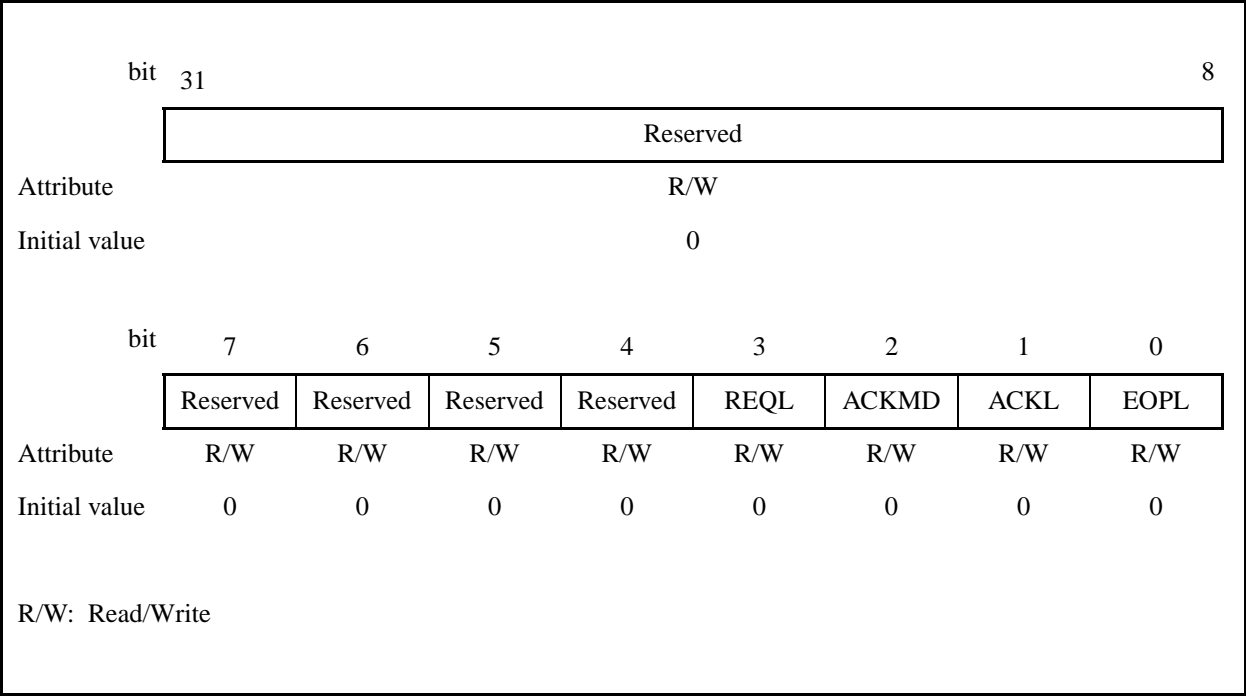 bit 31 8
Reserved
Attribute R/W
Initial value 0
bit 7 6 5 4 3 2 1 0
Reserved Reserved Reserved Reserved REQL ACKMD ACKL EOPL
Attribute R/W R/W R/W R/W R/W R/W R/W R/W
Initial value 0 0 0 0 0 0 0 0
R/W: Read/Write